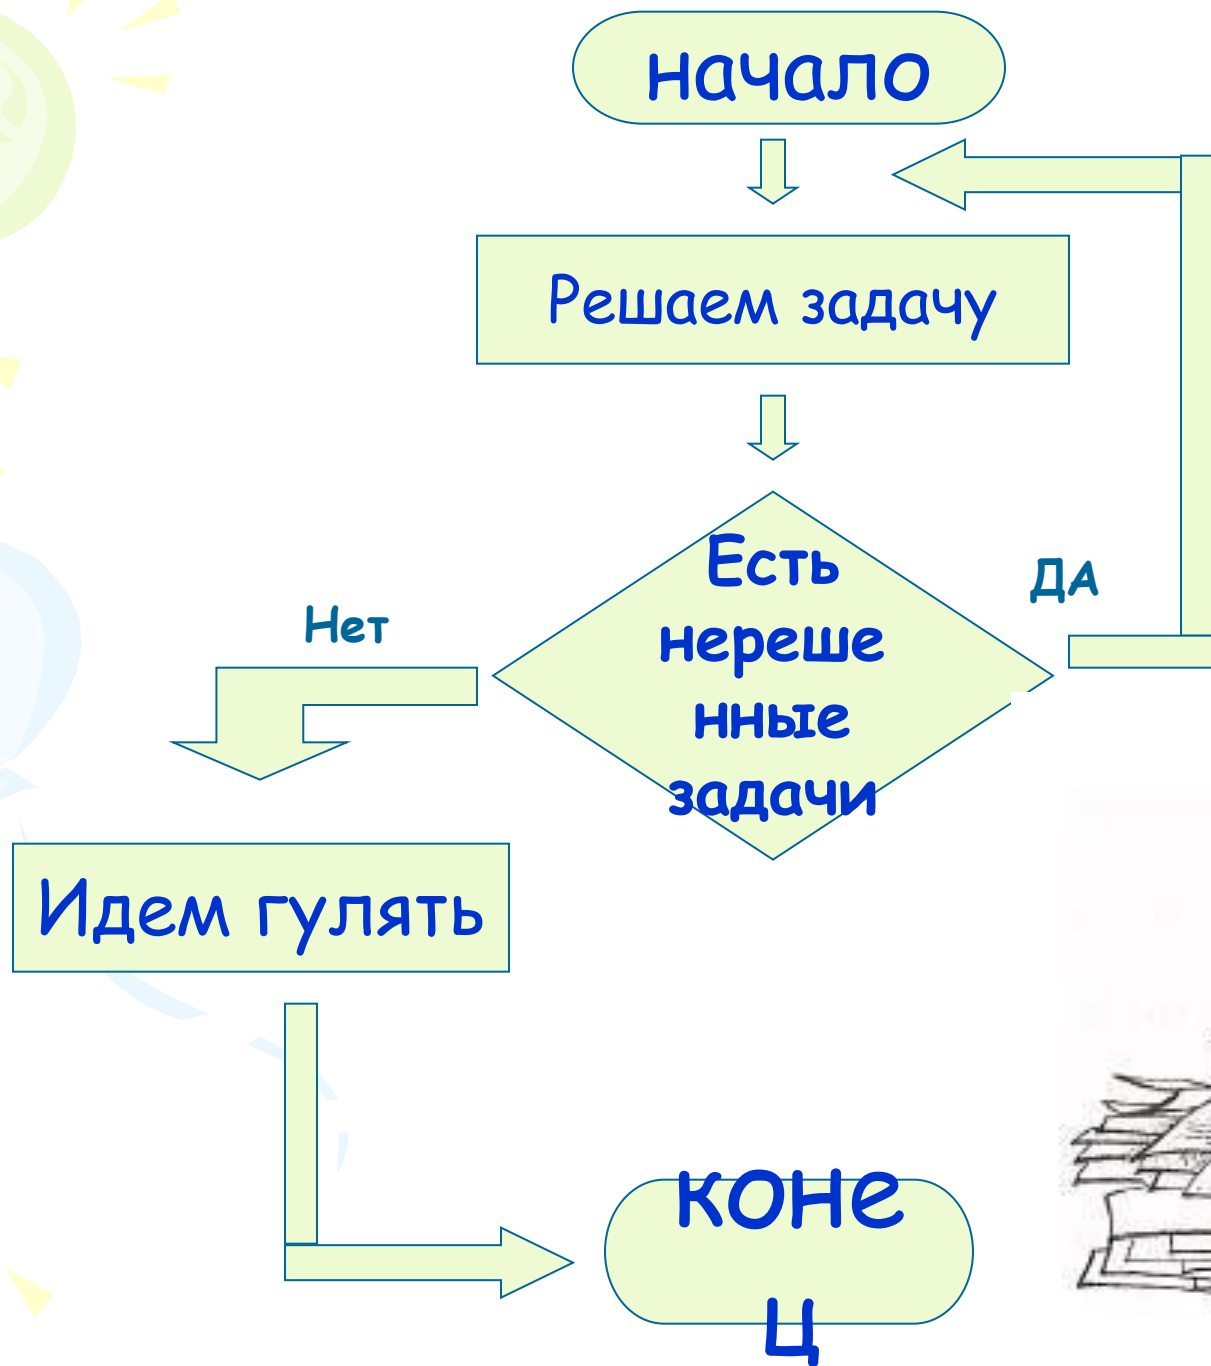 начало
Решаем задачу
Есть
нереше
нные
задачи
ДА
Нет
Идем гулять
коне
ц